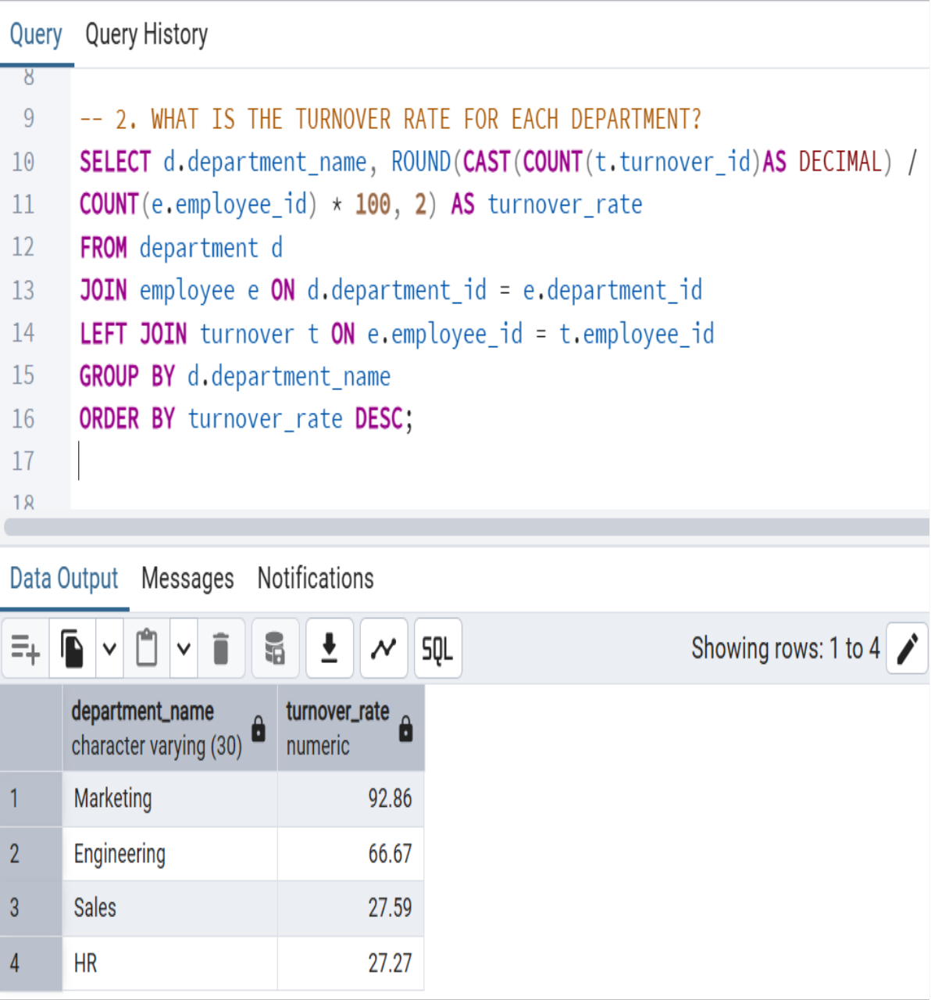 Query Query History
8
9 -- 2. WHAT IS THE TURNOVER RATE FOR EACH DEPARTMENT?
10 SELECT d.department_name, ROUND(CAST(COUNT(t.turnover_id)AS DECIMAL) /
11 COUNT(e.employee_id) * 100, 2) AS turnover_rate
12 FROM department d
13 JOIN employee e ON d.department_id = e.department_id
14 LEFT JOIN turnover t ON e.employee_id = t.employee_id
15 GROUP BY d.department_name
16 ORDER BY turnover_rate DESC;
17
18
Data Output Messages Notifications
SQL Showing rows: 1 to 4
department_name turnover_rate
character varying (30) numeric
1 Marketing 92.86
2 Engineering 66.67
3 Sales 27.59
4 HR 27.27